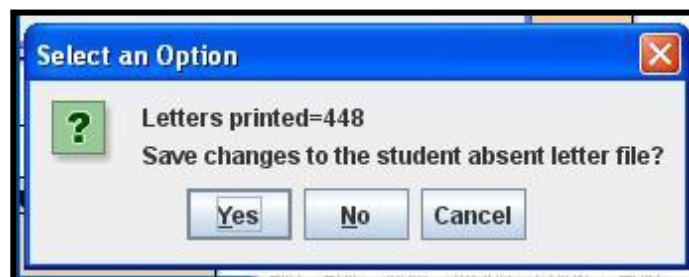 Select an Option
?
Letters printed=448
Save changes to the student absent letter file?
Yes No Cancel